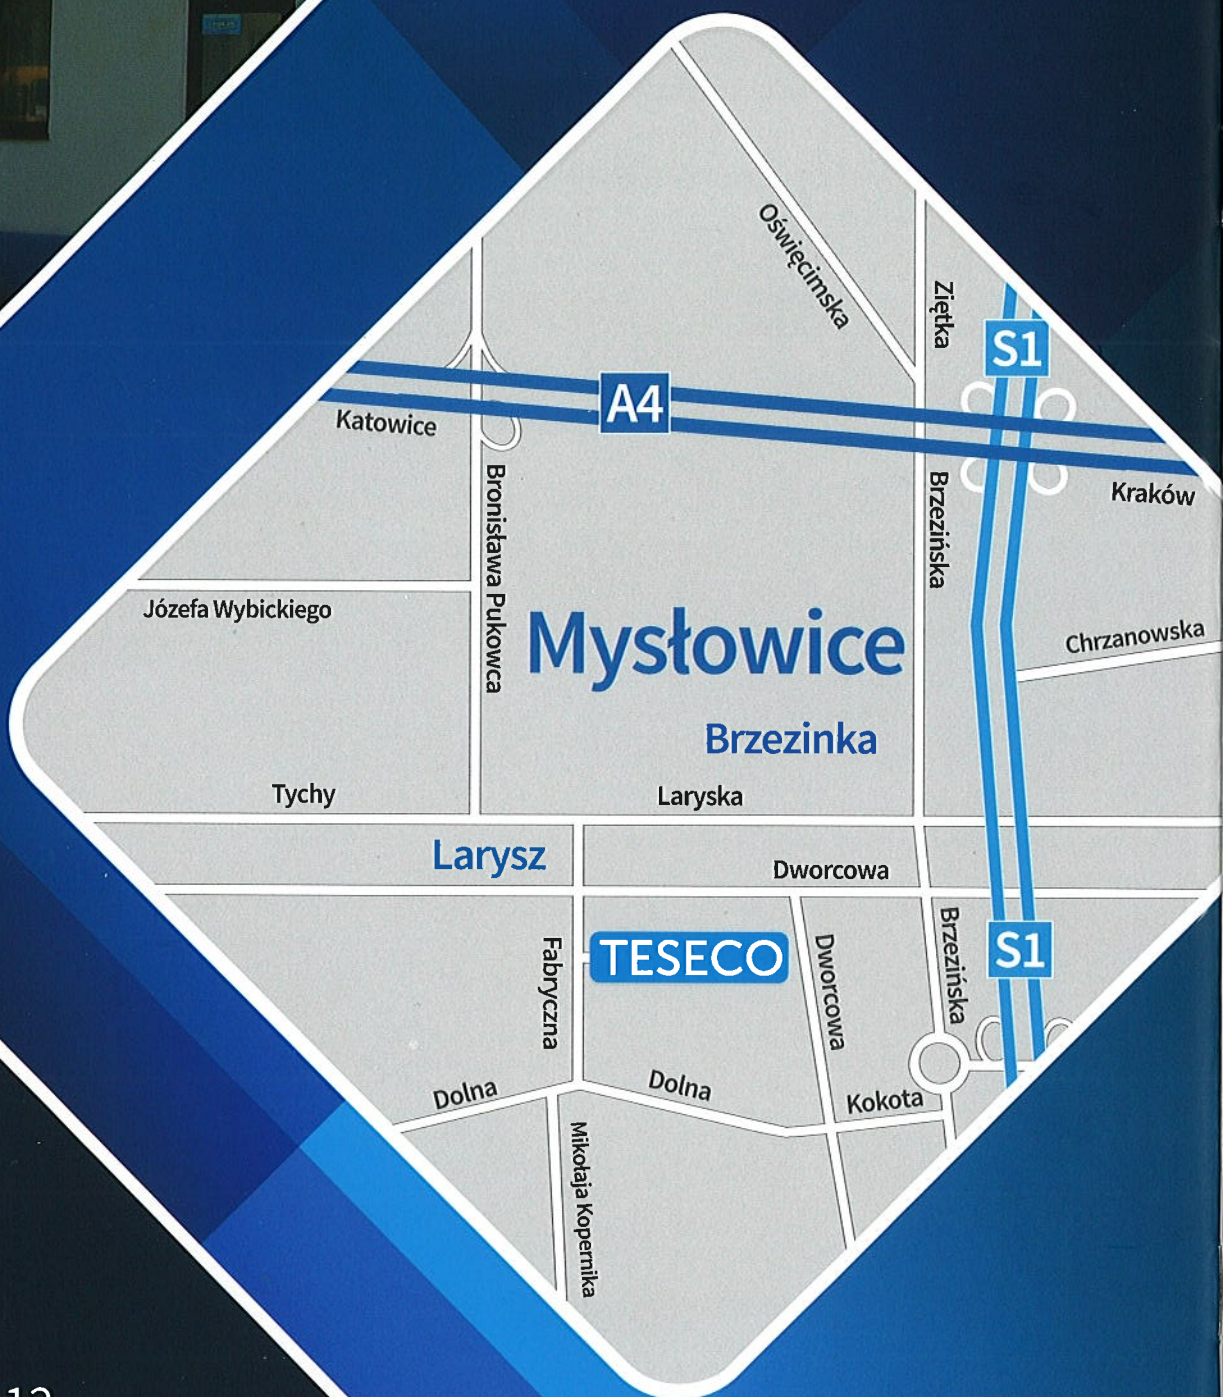 Oświęcimska
Ziętka
S1
A4
Katowice
Kraków
Bronisława Pukowca
Brzezińska
Józefa Wybickiego
Mysłowice
Chrzanowska
Brzezinka
Tychy
Laryska
Larysz
Dworcowa
Fabryczna
TESECO
Dworcowa
Brzezińska
S1
Dolna
Dolna
Kokota
Mikołaja Kopernika